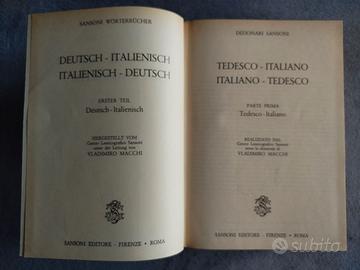 SANSONI WÖRTERBÜCHER
DEUTSCH - ITALIENISCH
ITALIENISCH - DEUTSCH
ERSTER TEIL
Deutsch - Italienisch
HERGESTELLT VOM
Centro Lessicografico Sansoni
unter der Leitung von
VLADIMIRO MACCHI
SANSONI EDITORE - FIRENZE • ROMA
DIZIONARI SANSONI
TEDESCO - ITALIANO
ITALIANO - TEDESCO
PARTE PRIMA
Tedesco - Italiano
REALIZZATO DAL
Centro Lessicografico Sansoni
sotto la direzione di
VLADIMIRO MACCHI
SANSONI EDITORE - FIRENZE • ROMA
subito